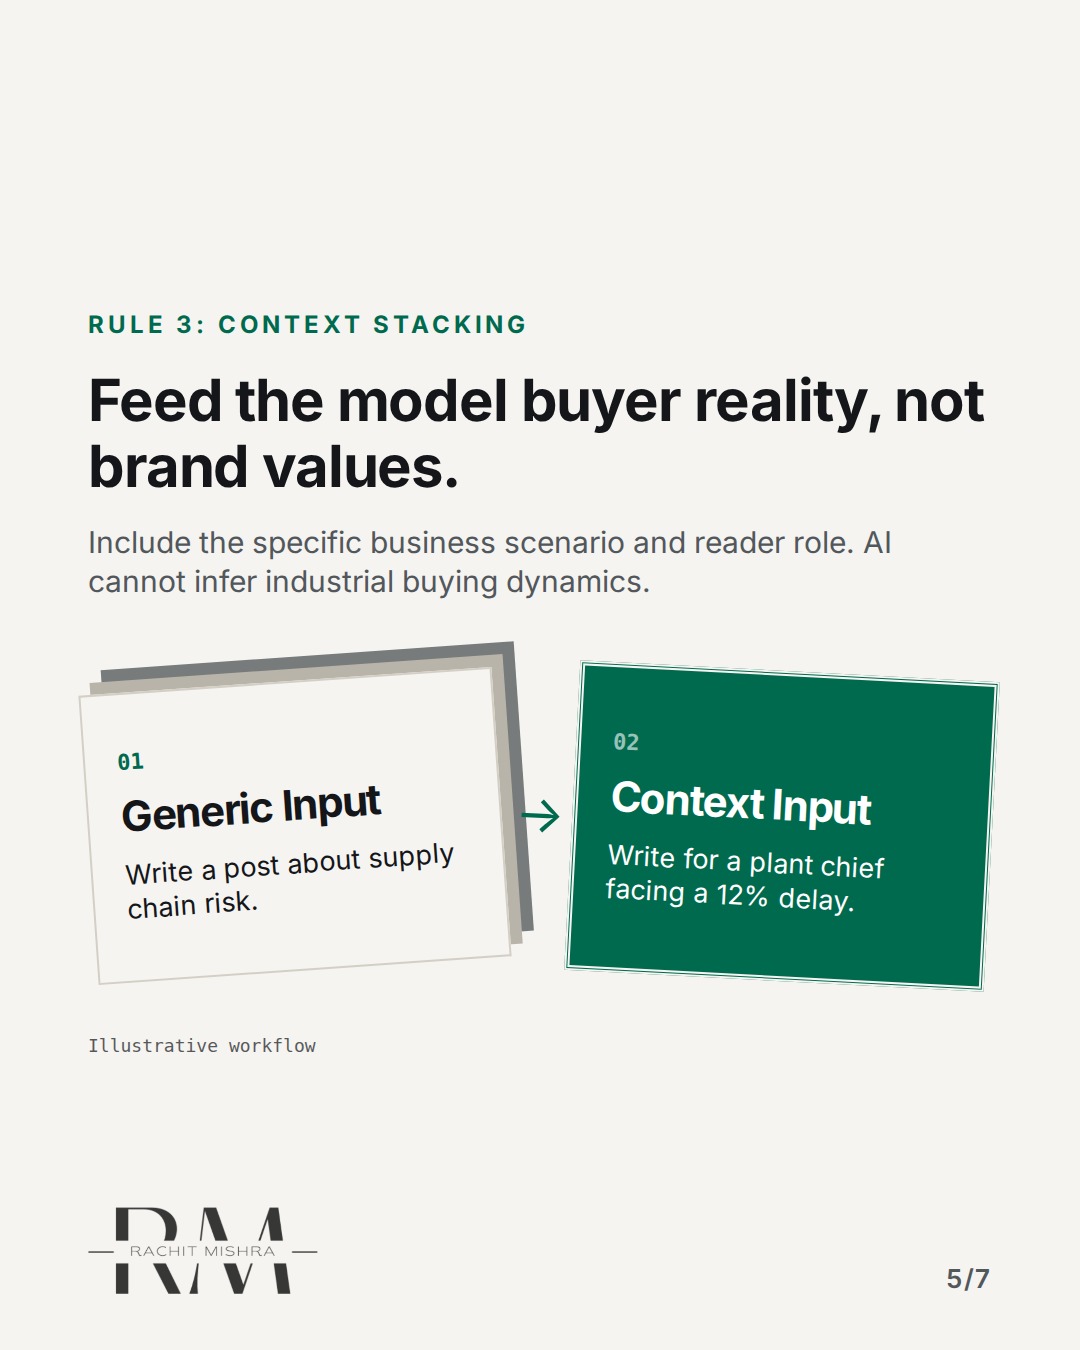 RULE 3: CONTEXT STACKING
Feed the model buyer reality, not
brand values.
Include the specific business scenario and reader role. AI
cannot infer industrial buying dynamics.
01
Generic Input
Write a post about supply
chain risk.
02
Context Input
Write for a plant chief
facing a 12% delay.
Illustrative workflow
RM
RACHIT MISHRA
5/7